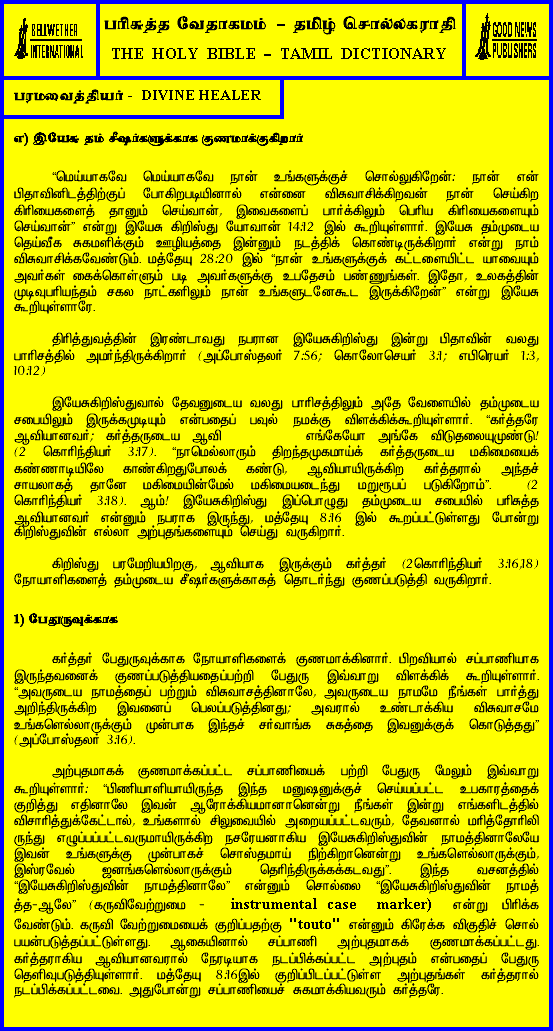 BELLWETHER
INTERNATIONAL
பரிசுத்த வேதாகமம் – தமிழ் சொல்லகராதி
THE HOLY BIBLE – TAMIL DICTIONARY
GOOD NEWS
PUBLISHERS
பரமவைத்தியர் - DIVINE HEALER
எ) இயேசு தம் சீஷர்களுக்காக குணமாக்குகிறார்
“மெய்யாகவே மெய்யாகவே நான் உங்களுக்குச் சொல்லுகிறேன்: நான் என்
பிதாவினிடத்திற்குப் போகிறபடியினால் என்னை விசுவாசிக்கிறவன் நான் செய்கிற
கிரியைகளைத் தானும் செய்வான், இவைகளைப் பார்க்கிலும் பெரிய கிரியைகளையும்
செய்வான்” என்று இயேசு கிறிஸ்து யோவான் 14:12 இல் கூறியுள்ளார். இயேசு தம்முடைய
தெய்வீக சுகமளிக்கும் ஊழியத்தை இன்னும் நடத்திக் கொண்டிருக்கிறார் என்று நாம்
விசுவாசிக்கவேண்டும். மத்தேயு 28:20 இல் “நான் உங்களுக்குக் கட்டளையிட்ட யாவையும்
அவர்கள் கைக்கொள்ளும் படி அவர்களுக்கு உபதேசம் பண்ணுங்கள். இதோ, உலகத்தின்
முடிவுபரியந்தம் சகல நாட்களிலும் நான் உங்களுடனேகூட இருக்கிறேன்” என்று இயேசு
கூறியுள்ளாரே.
திரித்துவத்தின் இரண்டாவது நபரான இயேசுகிறிஸ்து இன்று பிதாவின் வலது
பாரிசத்தில் அமர்ந்திருக்கிறார் (அப்போஸ்தலர் 7:56; கொலோசெயர் 3:1; எபிரெயர் 1:3,
10:12)
இயேசுகிறிஸ்துவால் தேவனுடைய வலது பாரிசத்திலும் அதே வேளையில் தம்முடைய
சபையிலும் இருக்கமுடியும் என்பதைப் பவுல் நமக்கு விளக்கிக்கூறியுள்ளார். “கர்த்தரே
ஆவியானவர்; கர்த்தருடைய ஆவி எங்கேயோ அங்கே விடுதலையுமுண்டு!
(2 கொரிந்தியர் 3:17). “நாமெல்லாரும் திறந்தமுகமாய்க் கர்த்தருடைய மகிமையைக்
கண்ணாடியிலே காண்கிறதுபோலக் கண்டு, ஆவியாயிருக்கிற கர்த்தரால் அந்தச்
சாயலாகத் தானே மகிமையின்மேல் மகிமையடைந்து மறுரூபப் படுகிறோம்”. (2
கொரிந்தியர் 3:18). ஆம்! இயேசுகிறிஸ்து இப்பொழுது தம்முடைய சபையில் பரிசுத்த
ஆவியானவர் என்னும் நபராக இருந்து, மத்தேயு 8:16 இல் கூறப்பட்டுள்ளது போன்று
கிறிஸ்துவின் எல்லா அற்புதங்களையும் செய்து வருகிறார்.
கிறிஸ்து பரமேறியபிறகு, ஆவியாக இருக்கும் கர்த்தர் (2கொரிந்தியர் 3:16,18)
நோயாளிகளைத் தம்முடைய சீஷர்களுக்காகத் தொடர்ந்து குணப்படுத்தி வருகிறார்.
1) பேதுருவுக்காக
கர்த்தர் பேதுருவுக்காக நோயாளிகளைக் குணமாக்கினார். பிறவியால் சப்பாணியாக
இருந்தவனைக் குணப்படுத்தியதைப்பற்றி பேதுரு இவ்வாறு விளக்கிக் கூறியுள்ளார்.
“அவருடைய நாமத்தைப் பற்றும் விசுவாசத்தினாலே, அவருடைய நாமமே நீங்கள் பார்த்து
அறிந்திருக்கிற இவனைப் பெலப்படுத்தினது; அவரால் உண்டாக்கிய விசுவாசமே
உங்களெல்லாருக்கும் முன்பாக இந்தச் சர்வாங்க சுகத்தை இவனுக்குக் கொடுத்தது”
(அப்போஸ்தலர் 3:16).
அற்புதமாகக் குணமாக்கப்பட்ட சப்பாணியைக் பற்றி பேதுரு மேலும் இவ்வாறு
கூறியுள்ளார்: “பிணியாளியாயிருந்த இந்த மனுஷனுக்குச் செய்யப்பட்ட உபகாரத்தைக்
குறித்து எதினாலே இவன் ஆரோக்கியமானானென்று நீங்கள் இன்று எங்களிடத்தில்
விசாரித்துக்கேட்டால், உங்களால் சிலுவையில் அறையப்பட்டவரும், தேவனால் மரித்தோரிலி
ருந்து எழுப்பப்பட்டவருமாயிருக்கிற நசரேயனாகிய இயேசுகிறிஸ்துவின் நாமத்தினாலேயே
இவன் உங்களுக்கு முன்பாகச் சொஸ்தமாய் நிற்கிறானென்று உங்களெல்லாருக்கும்,
இஸ்ரவேல் ஜனங்களெல்லாருக்கும் தெரிந்திருக்கக்கடவது”. இந்த வசனத்தில்
“இயேசுகிறிஸ்துவின் நாமத்தினாலே” என்னும் சொல்லை “இயேசுகிறிஸ்துவின் நாமத்
த்த-ஆலே” (கருவிவேற்றுமை - instrumental case marker) என்று பிரிக்க
வேண்டும். கருவி வேற்றுமையைக் குறிப்பதற்கு "touto" என்னும் கிரேக்க விகுதிச் சொல்
பயன்படுத்தப்பட்டுள்ளது. ஆகையினால் சப்பாணி அற்புதமாகக் குணமாக்கப்பட்டது.
கர்த்தராகிய ஆவியானவரால் நேரடியாக நடப்பிக்கப்பட்ட அற்புதம் என்பதைப் பேதுரு
தெளிவுபடுத்தியுள்ளார். மத்தேயு 8:16இல் குறிப்பிடப்பட்டுள்ள அற்புதங்கள் கர்த்தரால்
நடப்பிக்கப்பட்டவை. அதுபோன்று சப்பாணியைச் சுகமாக்கியவரும் கர்த்தரே.